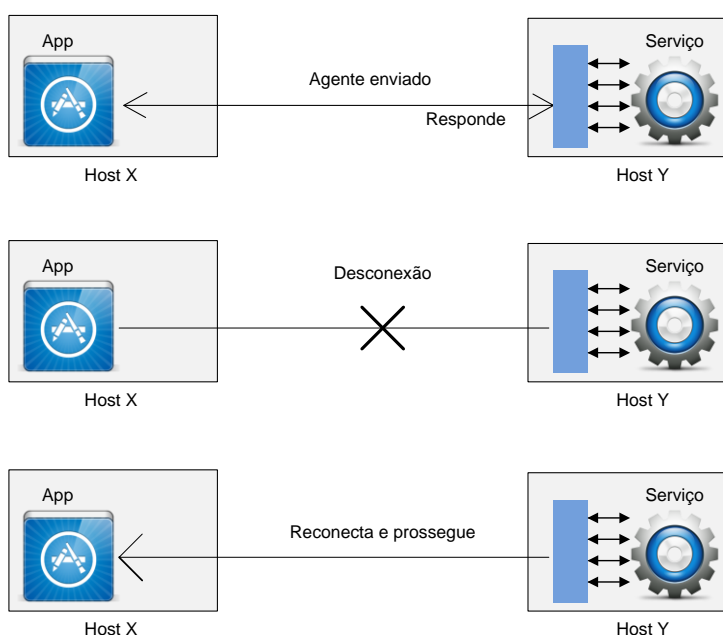 App
Serviço
Agente enviado
Responde
Host X
Host Y
App
Serviço
Desconexão
Host X
Host Y
App
Serviço
Reconecta e prossegue
Host X
Host Y